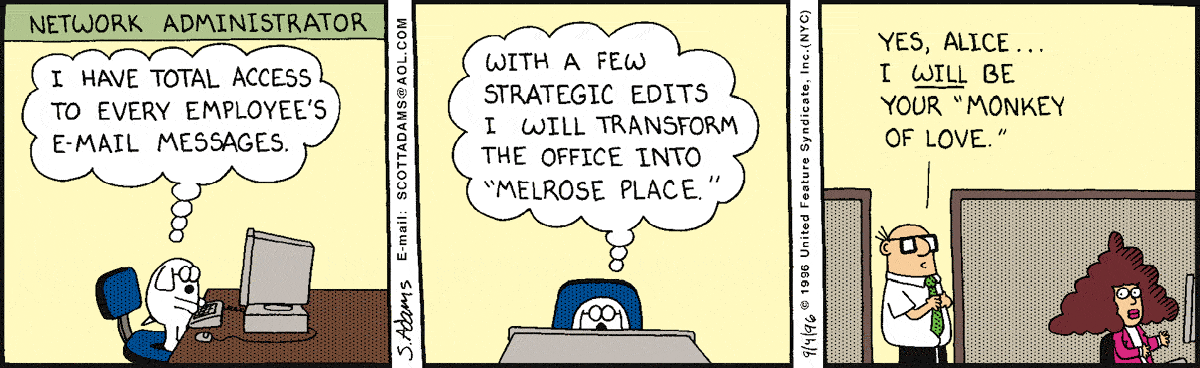 NETWORK ADMINISTRATOR
I HAVE TOTAL ACCESS
TO EVERY EMPLOYEE'S
E-MAIL MESSAGES.
S. Adams
E-mail: SCOTTADAMS@AOL.COM
WITH A FEW
STRATEGIC EDITS
I WILL TRANSFORM
THE OFFICE INTO
"MELROSE PLACE."
9/4/96 © 1996 United Feature Syndicate, Inc.(NYC)
YES, ALICE...
I WILL BE
YOUR "MONKEY
OF LOVE."